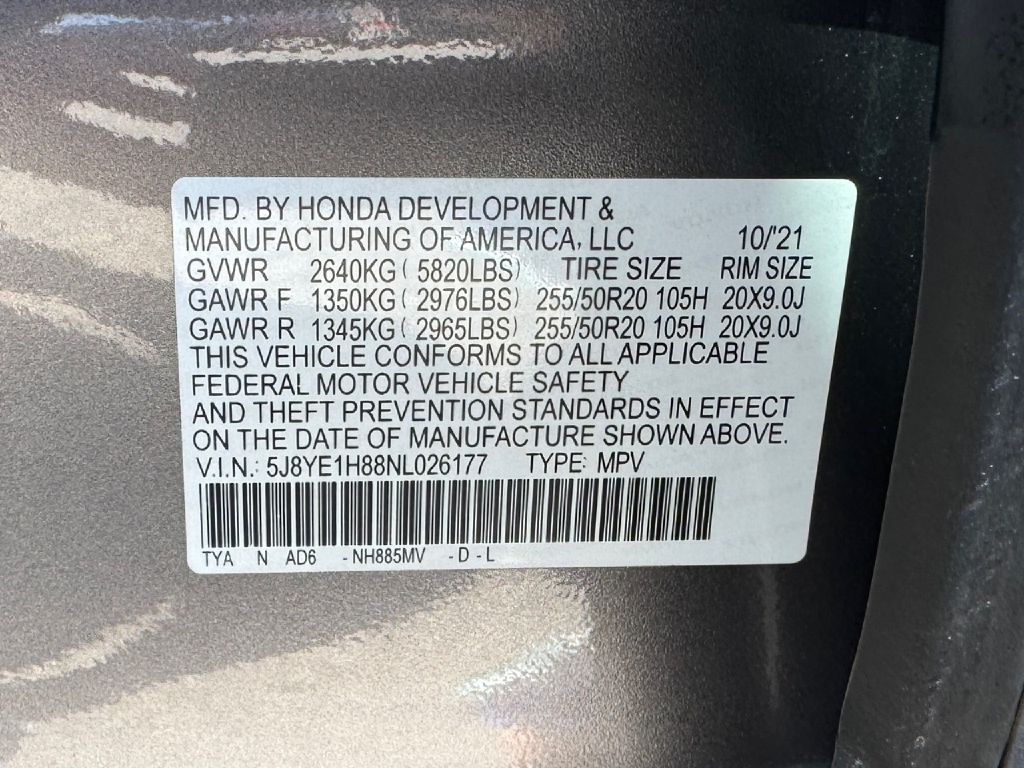 MFD. BY HONDA DEVELOPMENT &
MANUFACTURING OF AMERICA, LLC 10/'21
GVWR 2640KG ( 5820LBS) TIRE SIZE RIM SIZE
GAWR F 1350KG ( 2976LBS) 255/50R20 105H 20X9.0J
GAWR R 1345KG ( 2965LBS) 255/50R20 105H 20X9.0J
THIS VEHICLE CONFORMS TO ALL APPLICABLE
FEDERAL MOTOR VEHICLE SAFETY
AND THEFT PREVENTION STANDARDS IN EFFECT
ON THE DATE OF MANUFACTURE SHOWN ABOVE.
V.I.N.: 5J8YE1H88NL026177 TYPE: MPV
TYA N AD6 -NH885MV -D-L